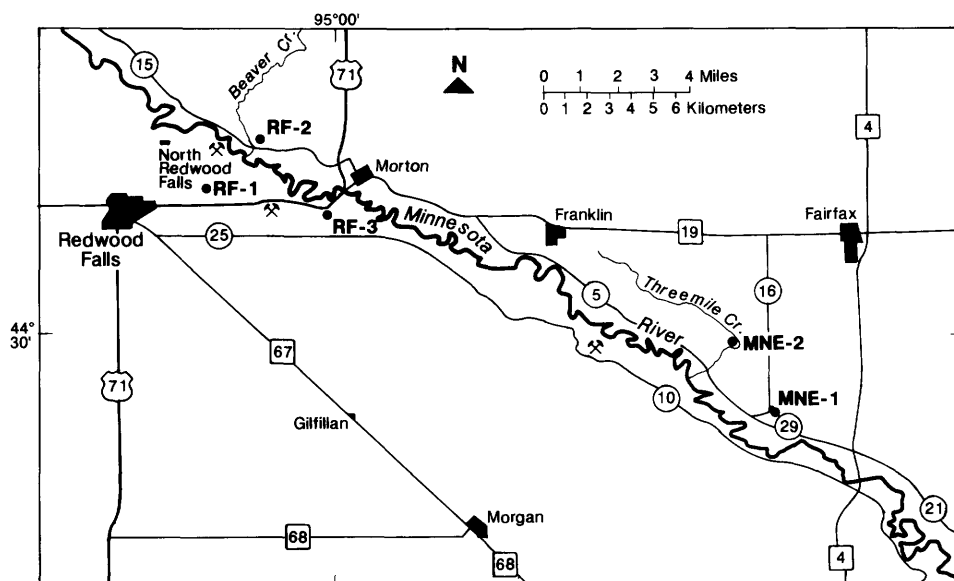 95°00'
15
Beaver Cr.
71
N
0 1 2 3 4 Miles
0 1 2 3 4 5 6 Kilometers
4
RF-2
North
Redwood
Falls
RF-1
Morton
RF-3
Redwood
Falls
25
Minnesota
River
Franklin
19
Fairfax
5
Threemile Cr.
16
44°
30'
67
MNE-2
71
10
MNE-1
29
Gilfillan
Morgan
68
68
21
4